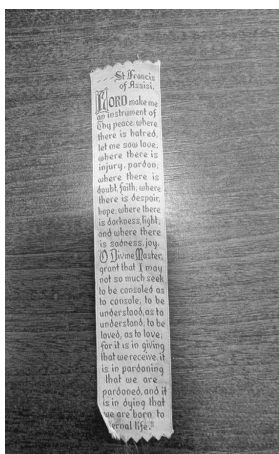 St Francis
of Assisi.
LORD make me
an instrument of
Thy peace, where
there is hatred,
let me sow love;
where there is
injury, pardon;
where there is
doubt, faith; where
there is despair,
hope; where there
is darkness, light;
and where there
is sadness, joy.
O Divine Master,
grant that I may
not so much seek
to be consoled as
to console; to be
understood, as to
understand; to be
loved, as to love;
for it is in giving
that we receive, it
is in pardoning
that we are
pardoned, and it
is in dying that
we are born to
ernal life.